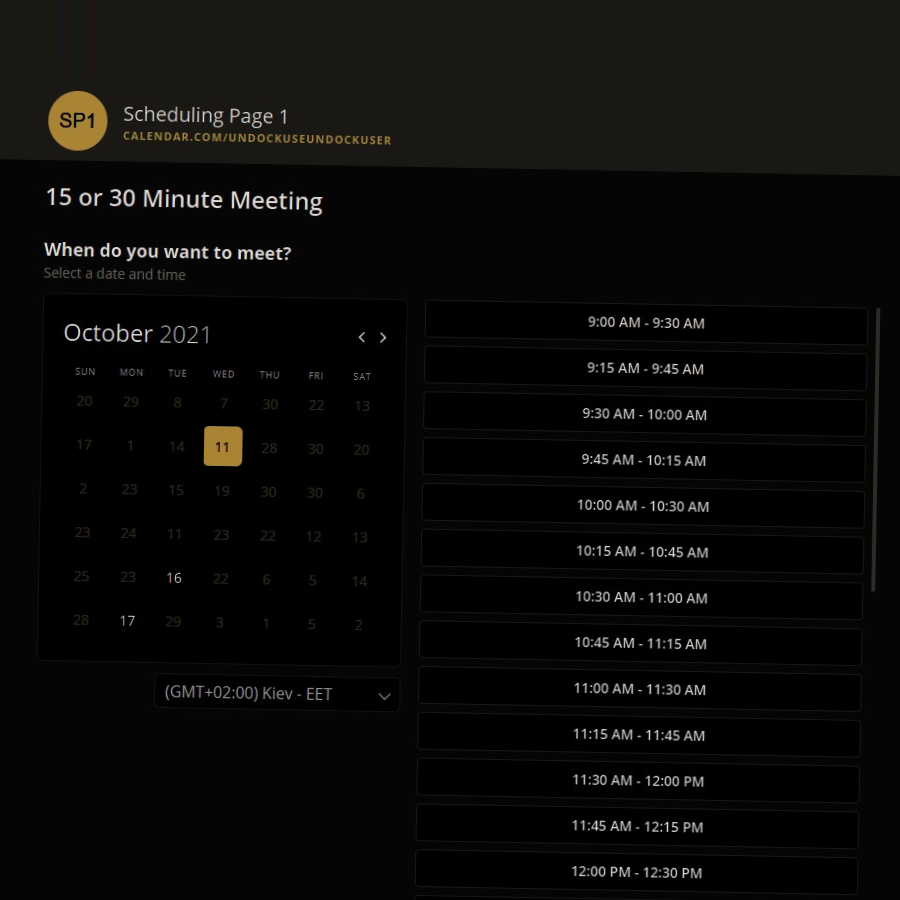 SP1
Scheduling Page 1
CALENDAR.COM/UNDOCKUSEUNDOCKUSER
15 or 30 Minute Meeting
When do you want to meet?
Select a date and time
October 2021
SUN MON TUE WED THU FRI SAT
20 29 8 7 30 22 13
17 1 14 11 28 30 20
2 23 15 19 30 30 6
23 24 11 23 22 12 13
25 23 16 22 6 5 14
28 17 29 3 1 5 2
(GMT+02:00) Kiev - EET
9:00 AM - 9:30 AM
9:15 AM - 9:45 AM
9:30 AM - 10:00 AM
9:45 AM - 10:15 AM
10:00 AM - 10:30 AM
10:15 AM - 10:45 AM
10:30 AM - 11:00 AM
10:45 AM - 11:15 AM
11:00 AM - 11:30 AM
11:15 AM - 11:45 AM
11:30 AM - 12:00 PM
11:45 AM - 12:15 PM
12:00 PM - 12:30 PM